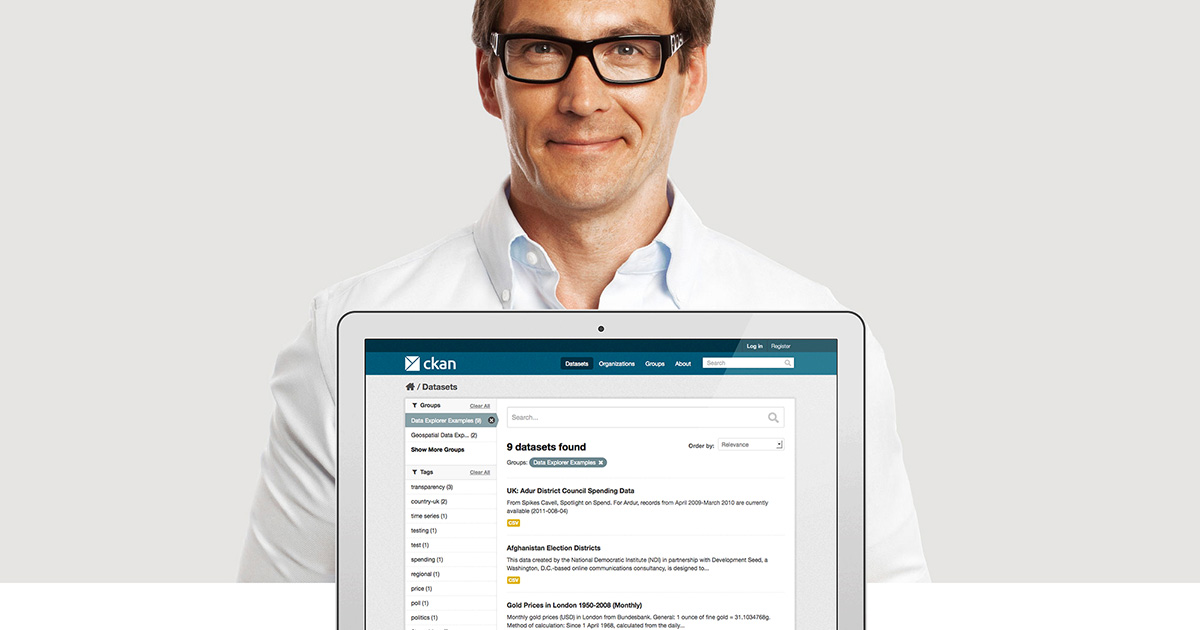 Log in Register
ckan
Datasets Organizations Groups About Search
/ Datasets
Groups Clear All
Data Explorer Examples (9)
Geospatial Data Exp... (2)
Show More Groups
Tags Clear All
transparency (3)
country-uk (2)
time series (1)
testing (1)
test (1)
spending (1)
regional (1)
price (1)
poll (1)
politics (1)
Search...
9 datasets found
Order by: Relevance
Groups: Data Explorer Examples
UK: Adur District Council Spending Data
From Spikes Cavell, Spotlight on Spend. For Ardur, records from April 2009-March 2010 are currently
available (2011-008-04)
CSV
Afghanistan Election Districts
This data created by the National Democratic Institute (NDI) in partnership with Development Seed, a
Washington, D.C.-based online communications consultancy, is designed to...
CSV
Gold Prices in London 1950-2008 (Monthly)
Monthly gold prices (USD) in London from Bundesbank. General: 1 ounce of fine gold = 31.1034768g.
Method of calculation: Since 1 April 1968, calculated from the daily...